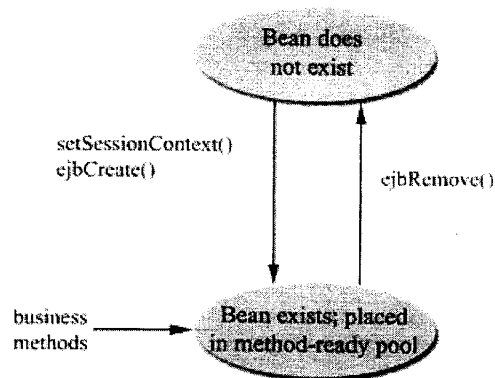 Bean does
not exist
setSessionContext()
ejbCreate()
ejbRemove()
business
methods
Bean exists; placed
in method-ready pool